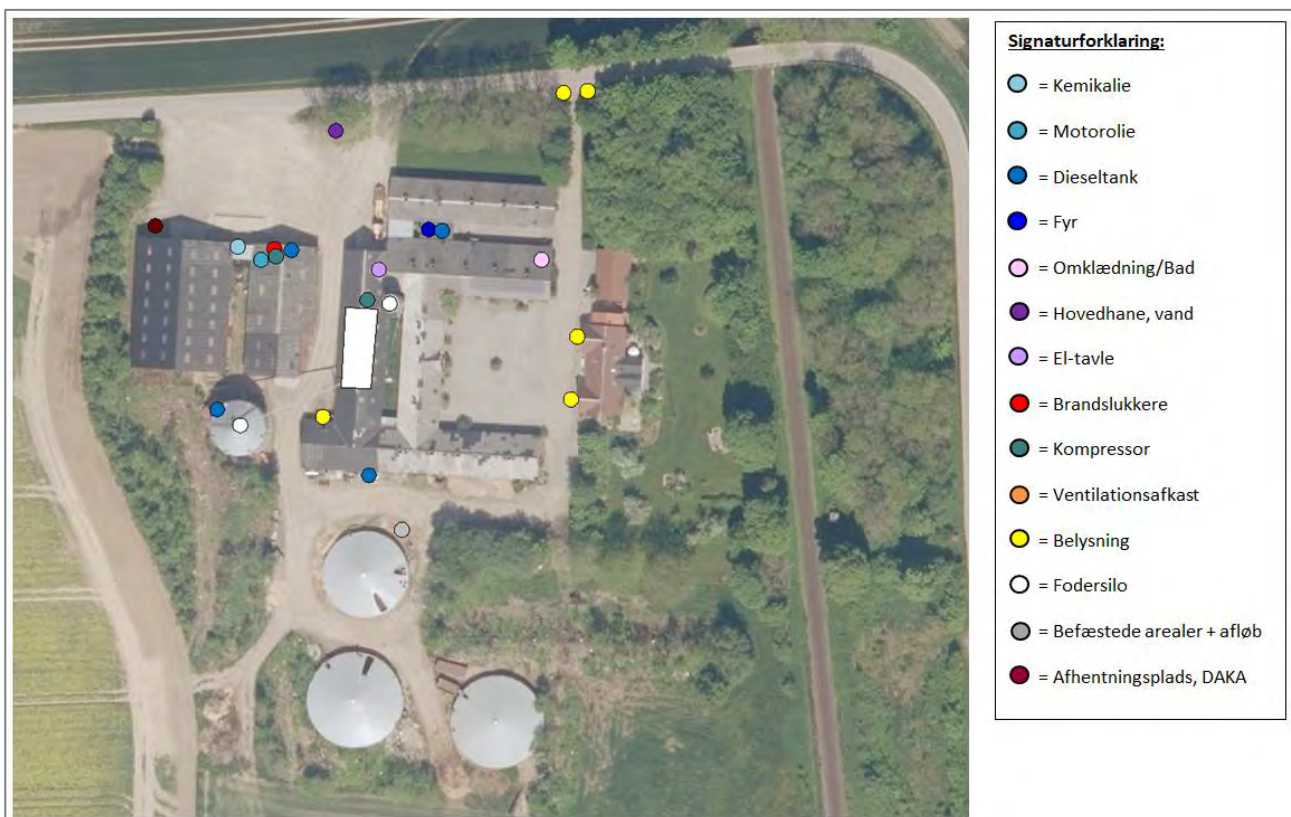 Signaturforklaring:
= Kemikalie
= Motorolie
= Dieseltank
= Fyr
= Omklædning/Bad
= Hovedhane, vand
= El-tavle
= Brandslukkere
= Kompressor
= Ventilationsafkast
= Belysning
= Fodersilo
= Befæstede arealer + afløb
= Afhentningsplads, DAKA